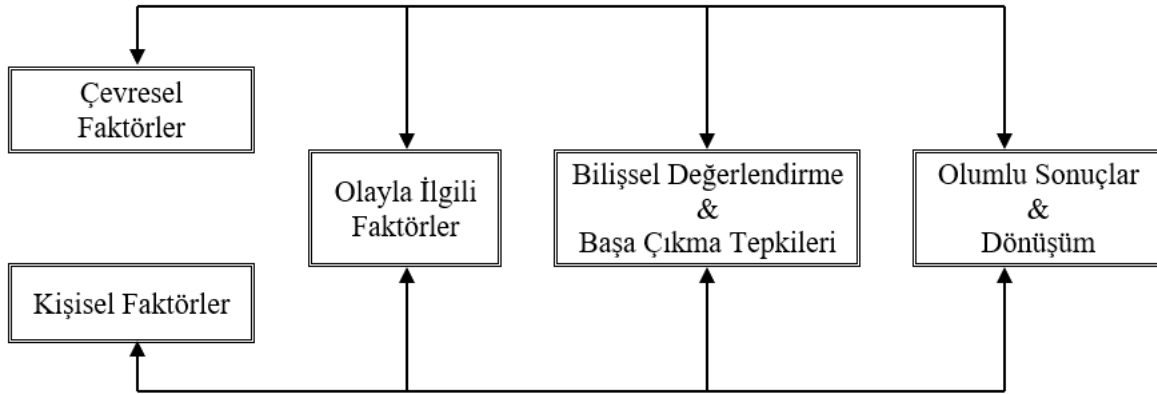 Çevresel
Faktörler
Kişisel Faktörler
Olayla İlgili
Faktörler
Bilişsel Değerlendirme
&
Başa Çıkma Tepkileri
Olumlu Sonuçlar
&
Dönüşüm